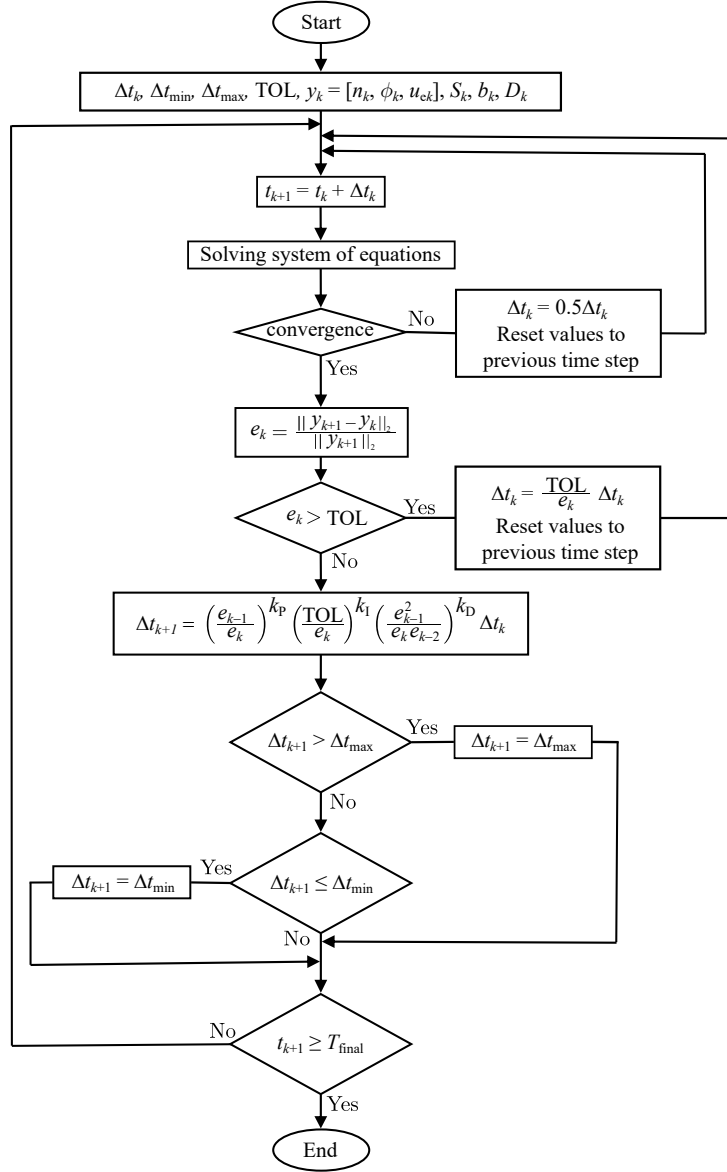 Start
Δt_k, Δt_min, Δt_max, TOL, y_k = [n_k, ϕ_k, u_ek], S_k, b_k, D_k
t_{k+1} = t_k + Δt_k
Solving system of equations
convergence
No
Δt_k = 0.5Δt_k
Reset values to
previous time step
Yes
e_k = || y_{k+1} − y_k ||_2 / || y_{k+1} ||_2
e_k > TOL
Yes
Δt_k = TOL / e_k Δt_k
Reset values to
previous time step
No
Δt_{k+1} = (e_{k−1} / e_k)^{k_P} (TOL / e_k)^{k_I} (e_{k−1}^2 / e_k e_{k−2})^{k_D} Δt_k
Δt_{k+1} > Δt_max
Yes
Δt_{k+1} = Δt_max
No
Δt_{k+1} = Δt_min
Yes
Δt_{k+1} ≤ Δt_min
No
No
t_{k+1} ≥ T_final
Yes
End